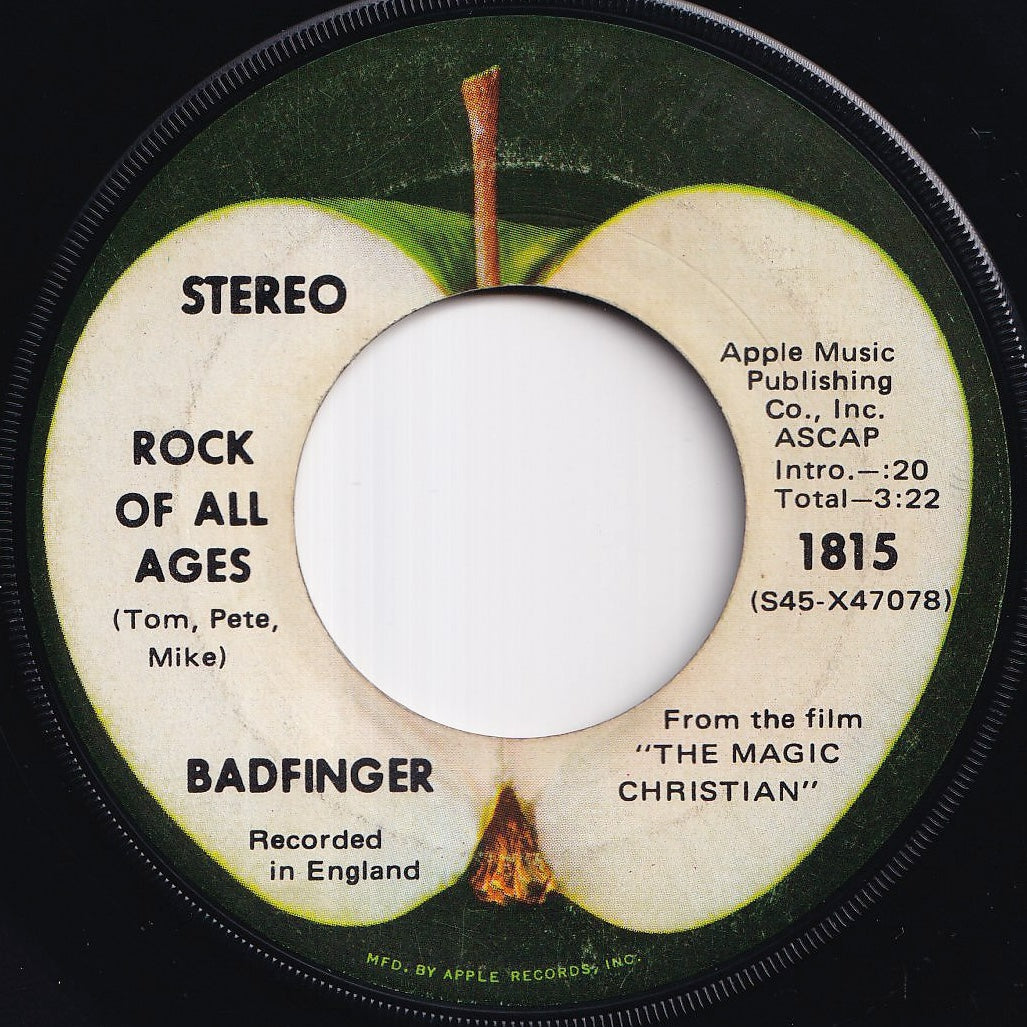 STEREO
ROCK
OF ALL
AGES
(Tom, Pete,
Mike)
BADFINGER
Recorded
in England
Apple Music
Publishing
Co., Inc.
ASCAP
Intro.—:20
Total—3:22
1815
(S45-X47078)
From the film
"THE MAGIC
CHRISTIAN"
MFD. BY APPLE RECORDS, INC.